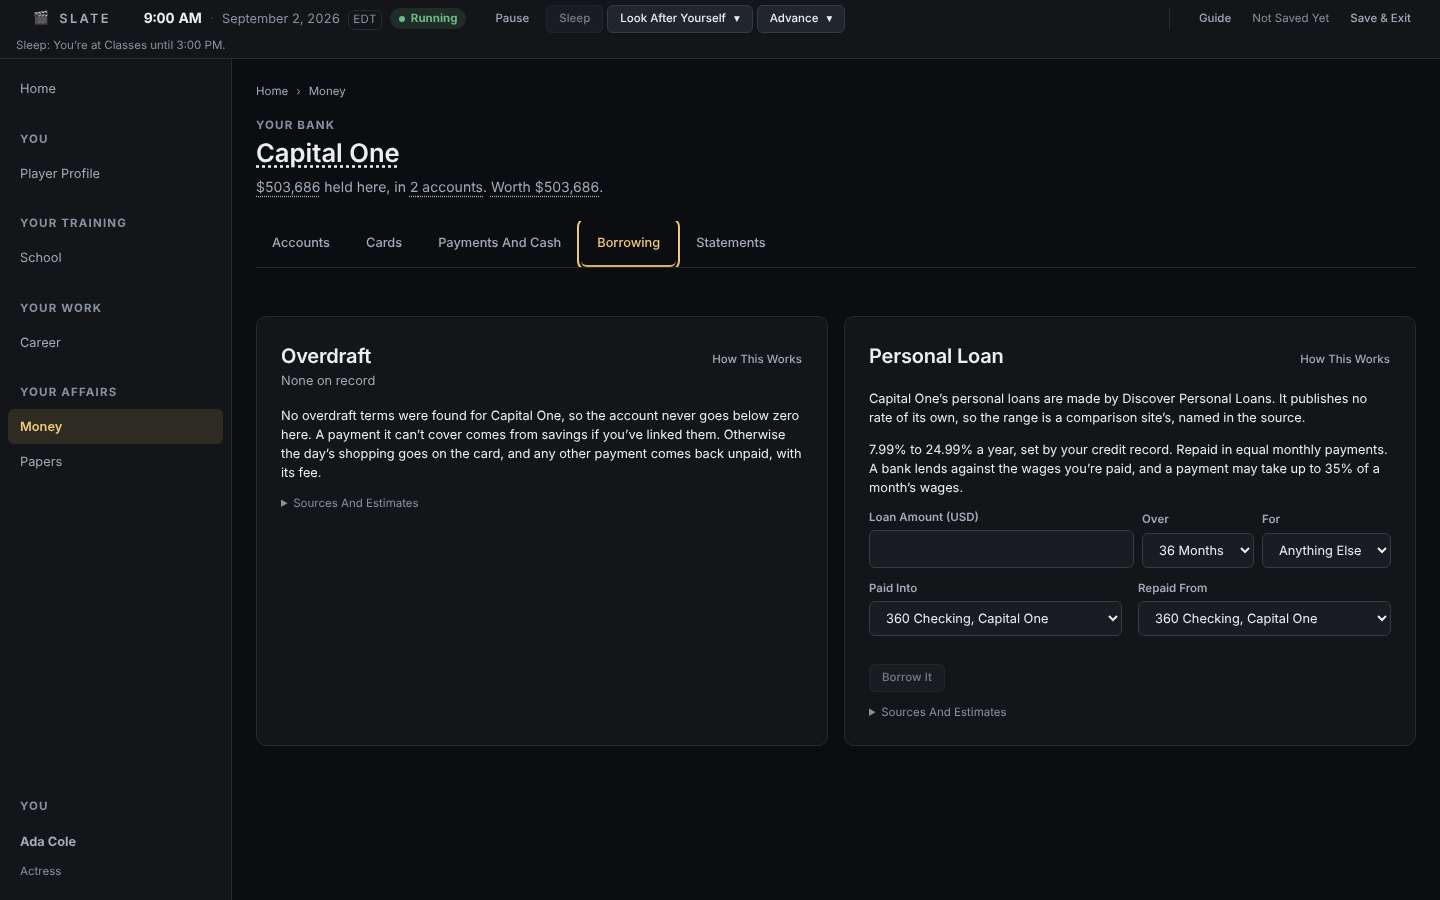 SLATE
9:00 AM · September 2, 2026 EDT
Running
Pause
Sleep
Look After Yourself ▾
Advance ▾
Guide
Not Saved Yet
Save & Exit
Sleep: You're at Classes until 3:00 PM.
Home
YOU
Player Profile
YOUR TRAINING
School
YOUR WORK
Career
YOUR AFFAIRS
Money
Papers
YOU
Ada Cole
Actress
Home › Money
YOUR BANK
Capital One
$503,686 held here, in 2 accounts. Worth $503,686.
Accounts
Cards
Payments And Cash
Borrowing
Statements
Overdraft
How This Works
None on record
No overdraft terms were found for Capital One, so the account never goes below zero
here. A payment it can't cover comes from savings if you've linked them. Otherwise
the day's shopping goes on the card, and any other payment comes back unpaid, with
its fee.
▶ Sources And Estimates
Personal Loan
How This Works
Capital One's personal loans are made by Discover Personal Loans. It publishes no
rate of its own, so the range is a comparison site's, named in the source.
7.99% to 24.99% a year, set by your credit record. Repaid in equal monthly payments.
A bank lends against the wages you're paid, and a payment may take up to 35% of a
month's wages.
Loan Amount (USD)
Over
For
36 Months
Anything Else
Paid Into
Repaid From
360 Checking, Capital One
360 Checking, Capital One
Borrow It
▶ Sources And Estimates